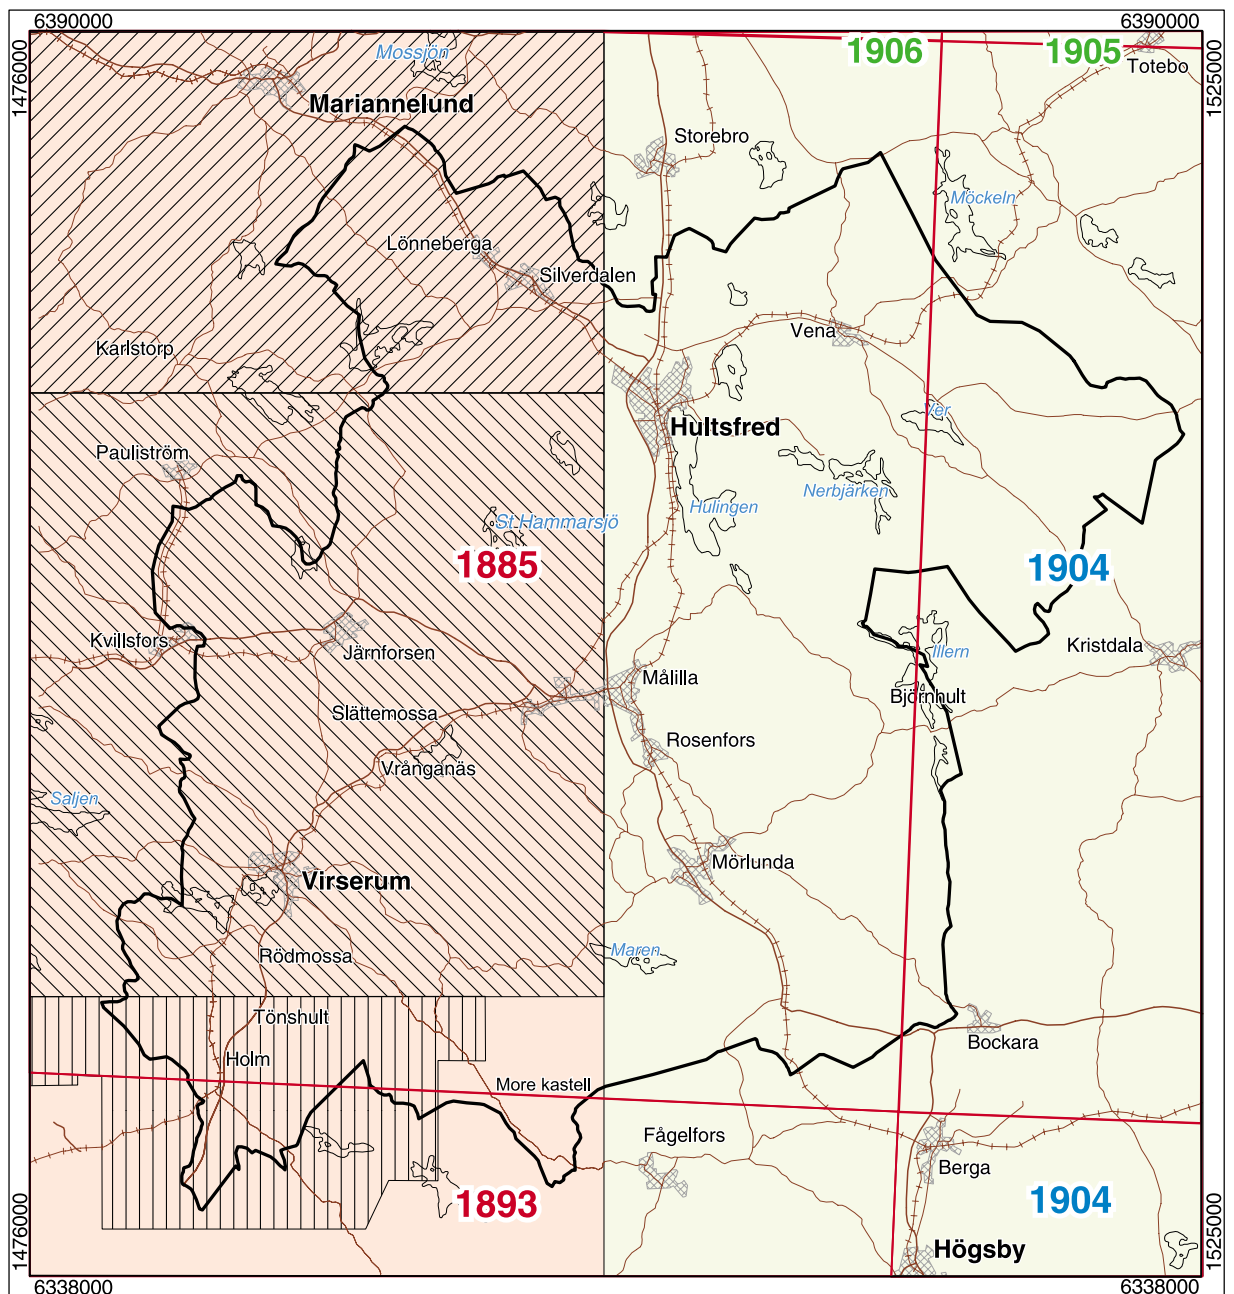 6390000
6390000
1476000
1525000
Mossjön
1906
1905
Totebo
Mariannelund
Storebro
Möckeln
Lönneberga
Silverdalen
Vena
Karlstorp
Ver
Hultsfred
Pauliström
Nerbjärken
Hulingen
St Hammarsjö
1885
1904
Kvillsfors
Järnforsen
Kristdala
Illern
Målilla
Björnhult
Slättemossa
Rosenfors
Vrånganäs
Saljen
Mörlunda
Virserum
Maren
Rödmossa
Tönshult
Bockara
Holm
More kastell
Fågelfors
Berga
1893
1904
Högsby
1476000
1525000
6338000
6338000